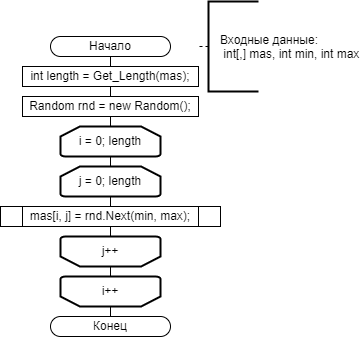 Начало
Входные данные:
int[,] mas, int min, int max
int length = Get_Length(mas);
Random rnd = new Random();
i = 0; length
j = 0; length
mas[i, j] = rnd.Next(min, max);
j++
i++
Конец